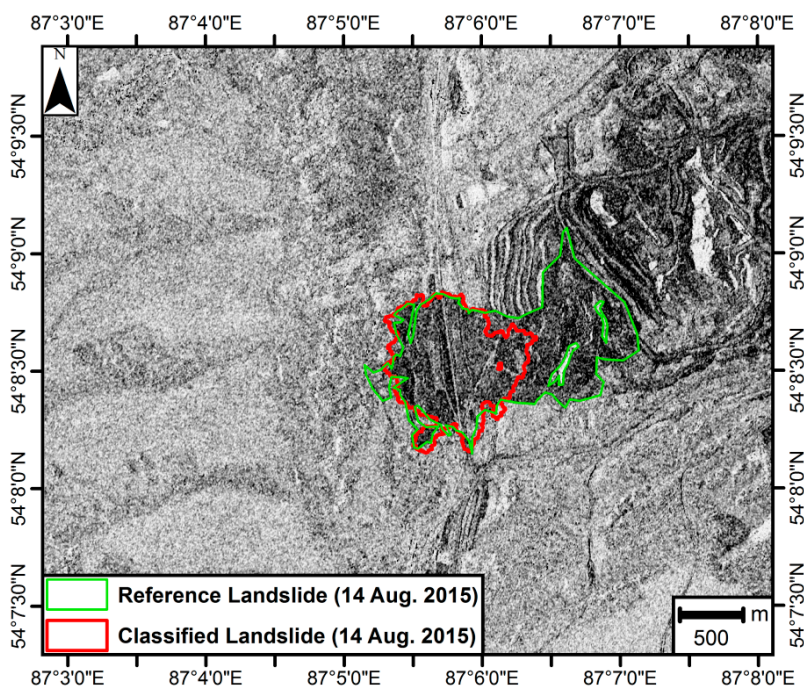 87°3'0"E 87°4'0"E 87°5'0"E 87°6'0"E 87°7'0"E 87°8'0"E
N
54°9'30"N 54°9'30"N
54°9'0"N 54°9'0"N
54°8'30"N 54°8'30"N
54°8'0"N 54°8'0"N
54°7'30"N 54°7'30"N
Reference Landslide (14 Aug. 2015)
Classified Landslide (14 Aug. 2015)
m
500
87°3'0"E 87°4'0"E 87°5'0"E 87°6'0"E 87°7'0"E 87°8'0"E